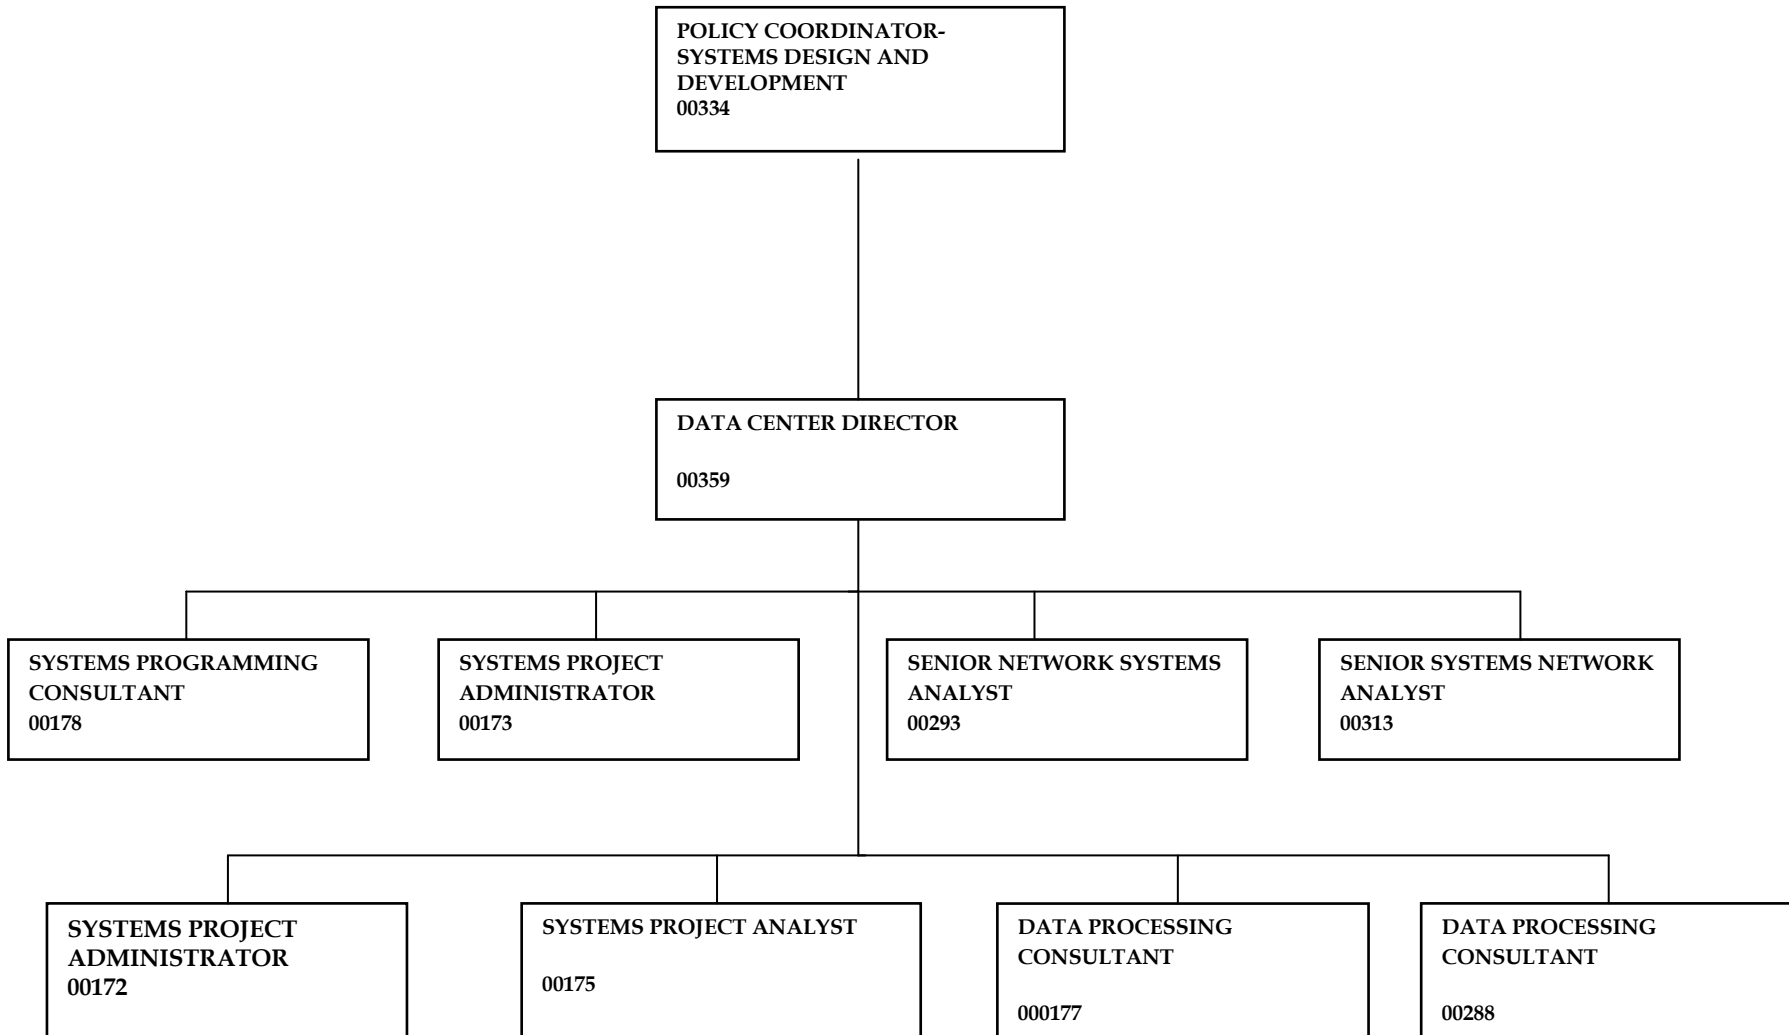 POLICY COORDINATOR-
SYSTEMS DESIGN AND
DEVELOPMENT
00334
DATA CENTER DIRECTOR
00359
SYSTEMS PROGRAMMING
CONSULTANT
00178
SYSTEMS PROJECT
ADMINISTRATOR
00173
SENIOR NETWORK SYSTEMS
ANALYST
00293
SENIOR SYSTEMS NETWORK
ANALYST
00313
SYSTEMS PROJECT
ADMINISTRATOR
00172
SYSTEMS PROJECT ANALYST
00175
DATA PROCESSING
CONSULTANT
000177
DATA PROCESSING
CONSULTANT
00288